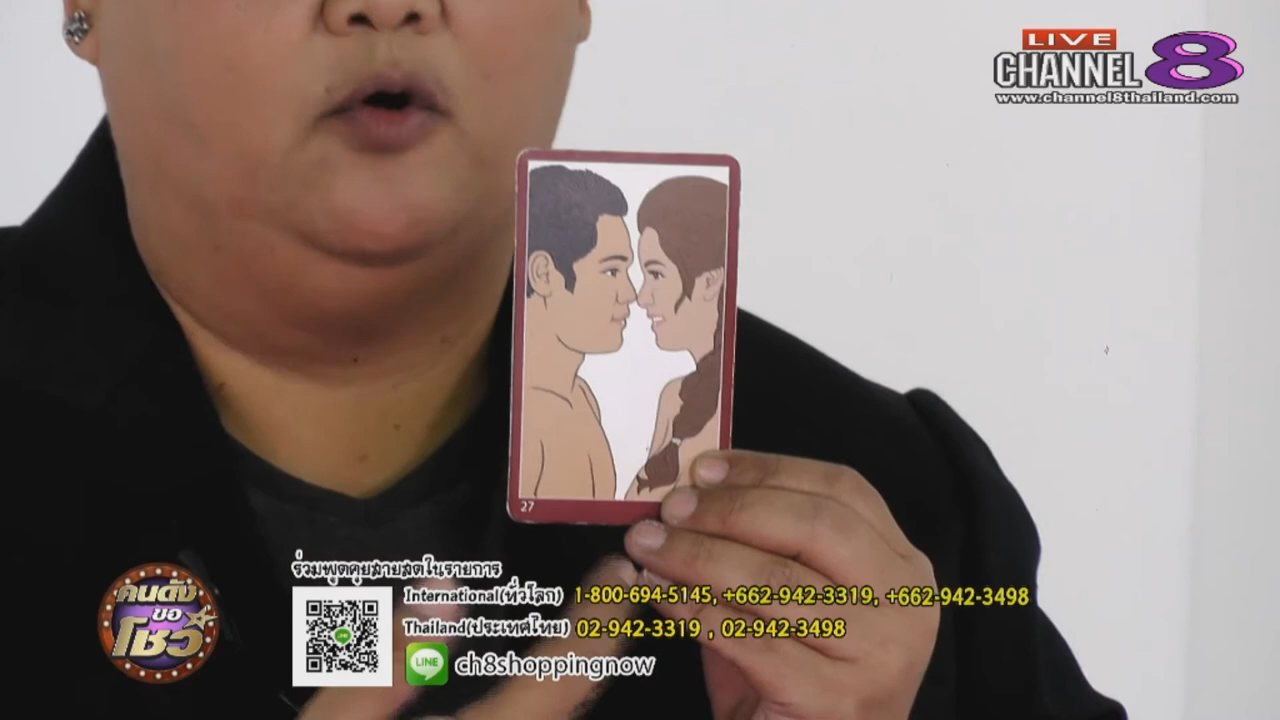 LIVE
CHANNEL 8
www.channel8thailand.com
27
คนดัง
ขอ
โชว์
ร่วมพูดคุยสายสดในรายการ
International(ทั่วโลก) 1-800-694-5145, +662-942-3319, +662-942-3498
Thailand(ประเทศไทย) 02-942-3319 , 02-942-3498
LINE ch8shoppingnow